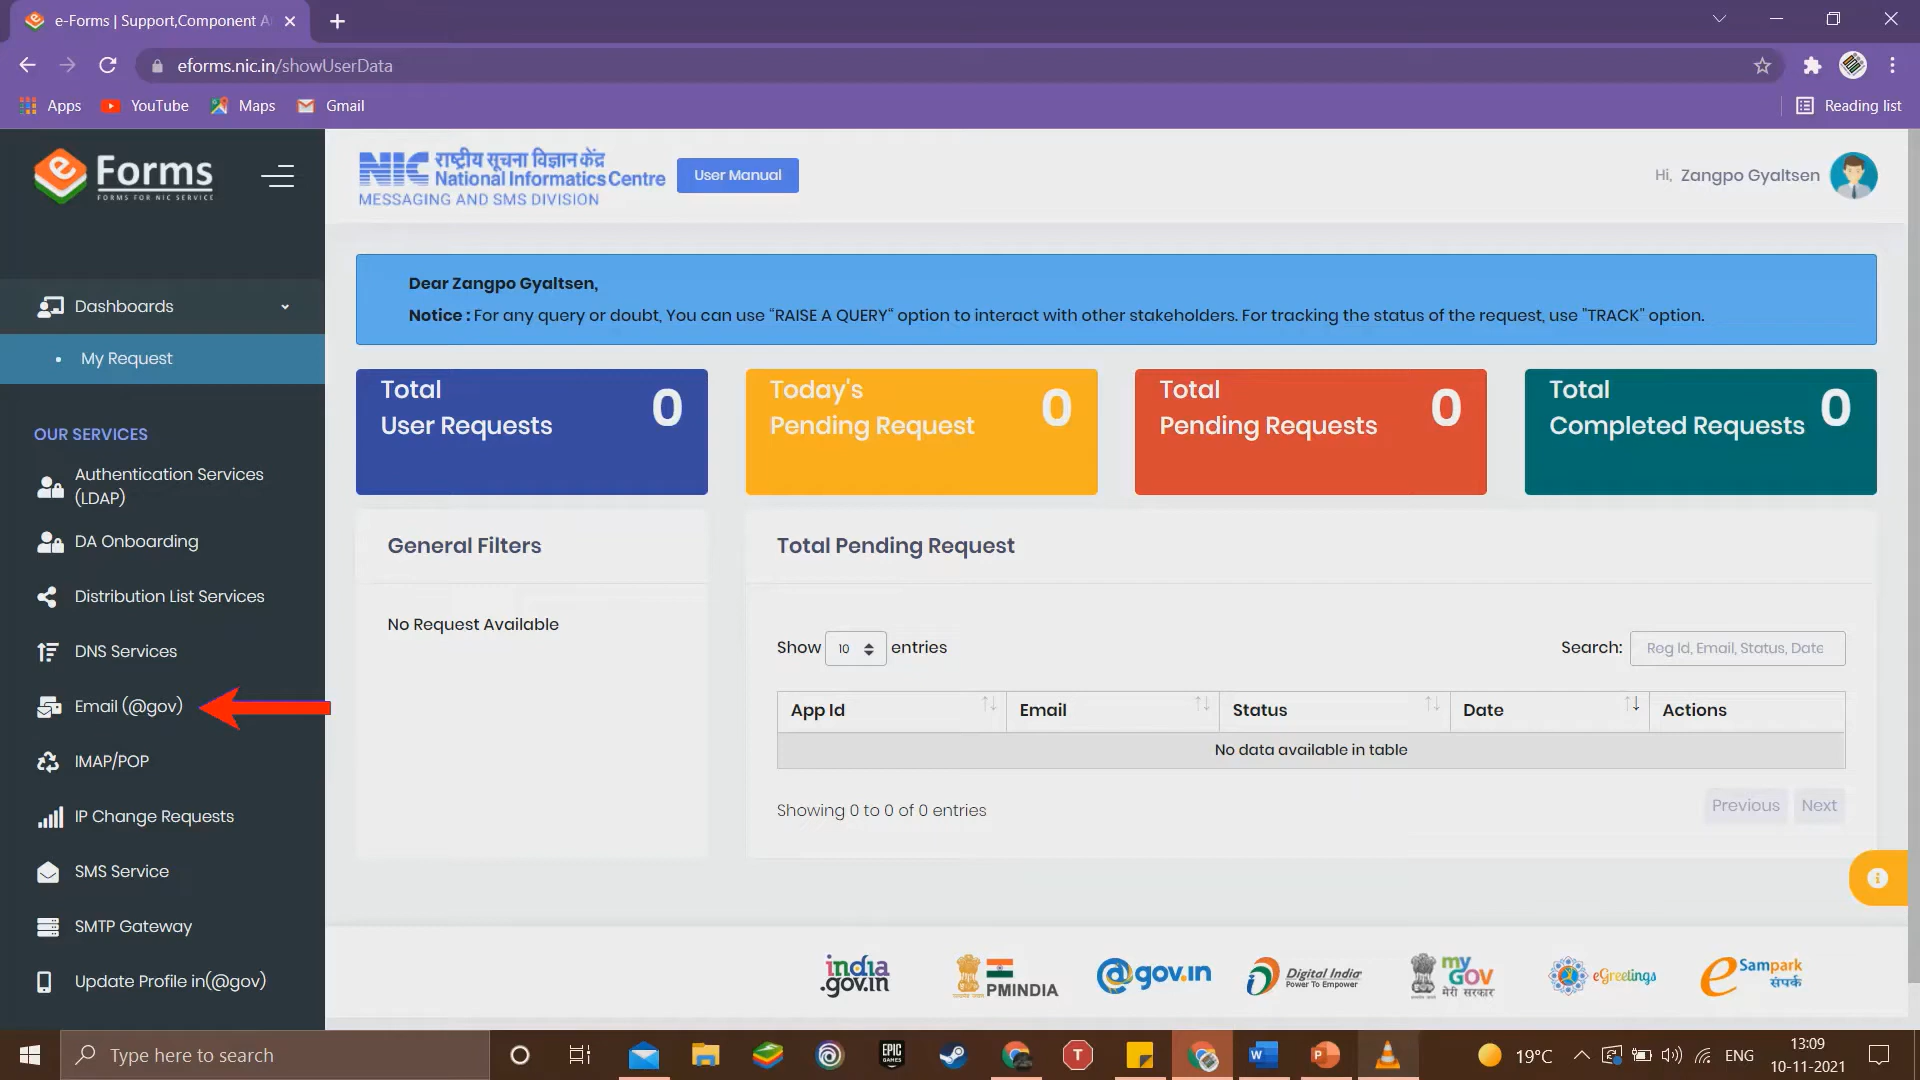 e-Forms | Support,Component A
eforms.nic.in/showUserData
Apps YouTube Maps Gmail Reading list
e Forms
FORMS FOR NIC SERVICE
NIC राष्ट्रीय सूचना विज्ञान केंद्र
National Informatics Centre
MESSAGING AND SMS DIVISION
User Manual
Hi, Zangpo Gyaltsen
Dashboards
My Request
OUR SERVICES
Authentication Services
(LDAP)
DA Onboarding
Distribution List Services
DNS Services
Email (@gov)
IMAP/POP
IP Change Requests
SMS Service
SMTP Gateway
Update Profile in(@gov)
Dear Zangpo Gyaltsen,
Notice : For any query or doubt, You can use "RAISE A QUERY" option to interact with other stakeholders. For tracking the status of the request, use "TRACK" option.
Total
User Requests 0
Today's
Pending Request 0
Total
Pending Requests 0
Total
Completed Requests 0
General Filters
No Request Available
Total Pending Request
Show 10 entries
Search: Reg Id, Email, Status, Date
App Id Email Status Date Actions
No data available in table
Showing 0 to 0 of 0 entries
Previous Next
india
.gov.in
PMINDIA
@gov.in
Digital India
Power To Empower
my
GOV
मेरी सरकार
eGreetings
e Sampark
संपर्क
Type here to search
EPIC
GAMES
T
W
P
19°C
ENG
13:09
10-11-2021